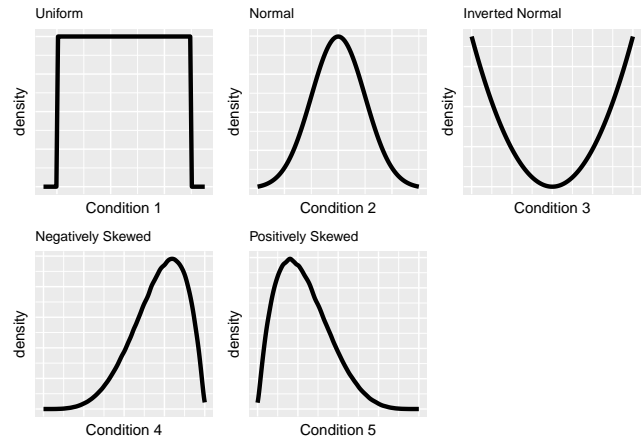 Uniform
Normal
Inverted Normal
density
density
density
Condition 1
Condition 2
Condition 3
Negatively Skewed
Positively Skewed
density
density
Condition 4
Condition 5